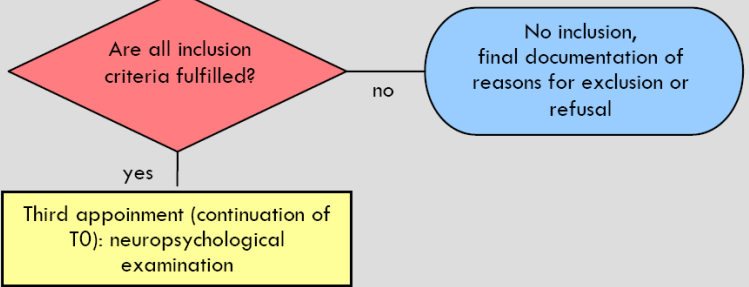 Are all inclusion
criteria fulfilled?
No inclusion,
final documentation of
reasons for exclusion or
refusal
no
yes
Third appoinment (continuation of
T0): neuropsychological
examination